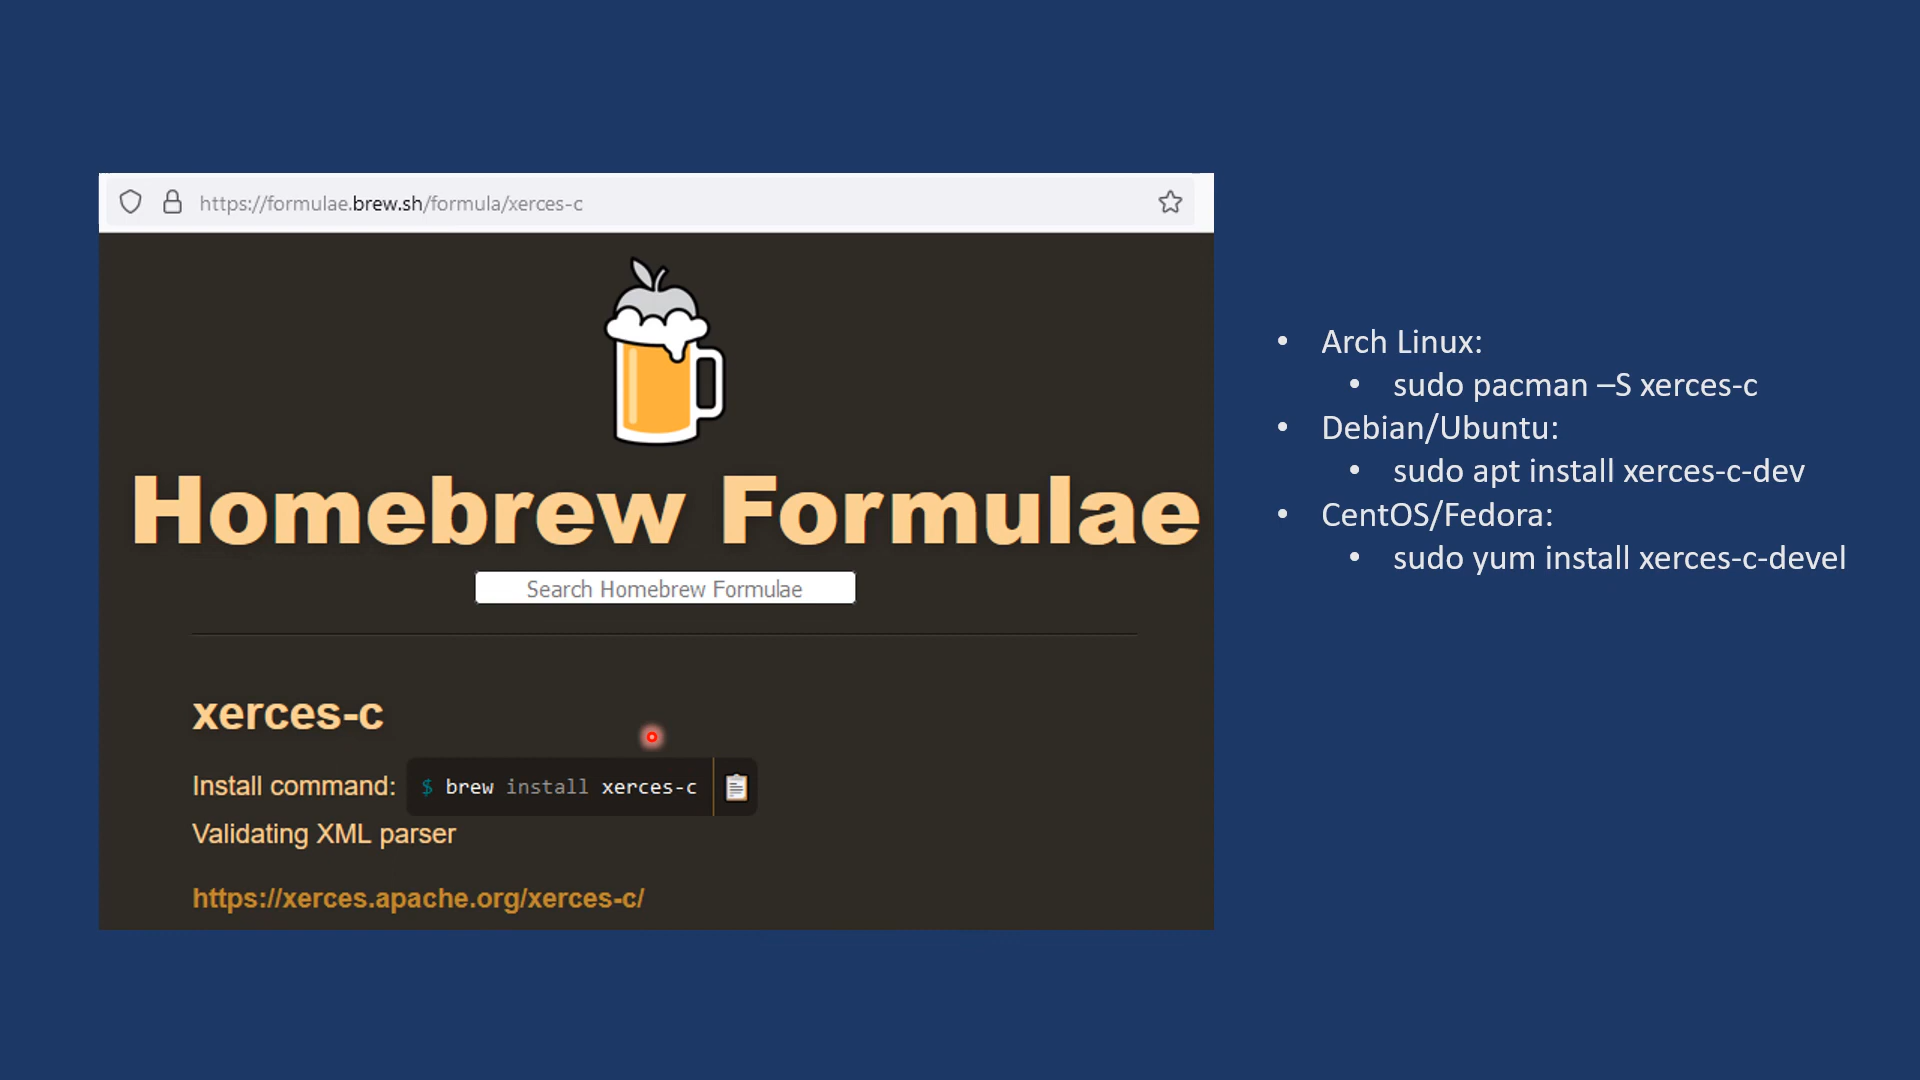 https://formulae.brew.sh/formula/xerces-c
Homebrew Formulae
Search Homebrew Formulae
xerces-c
Install command: $ brew install xerces-c
Validating XML parser
https://xerces.apache.org/xerces-c/
• Arch Linux:
• sudo pacman –S xerces-c
• Debian/Ubuntu:
• sudo apt install xerces-c-dev
• CentOS/Fedora:
• sudo yum install xerces-c-devel